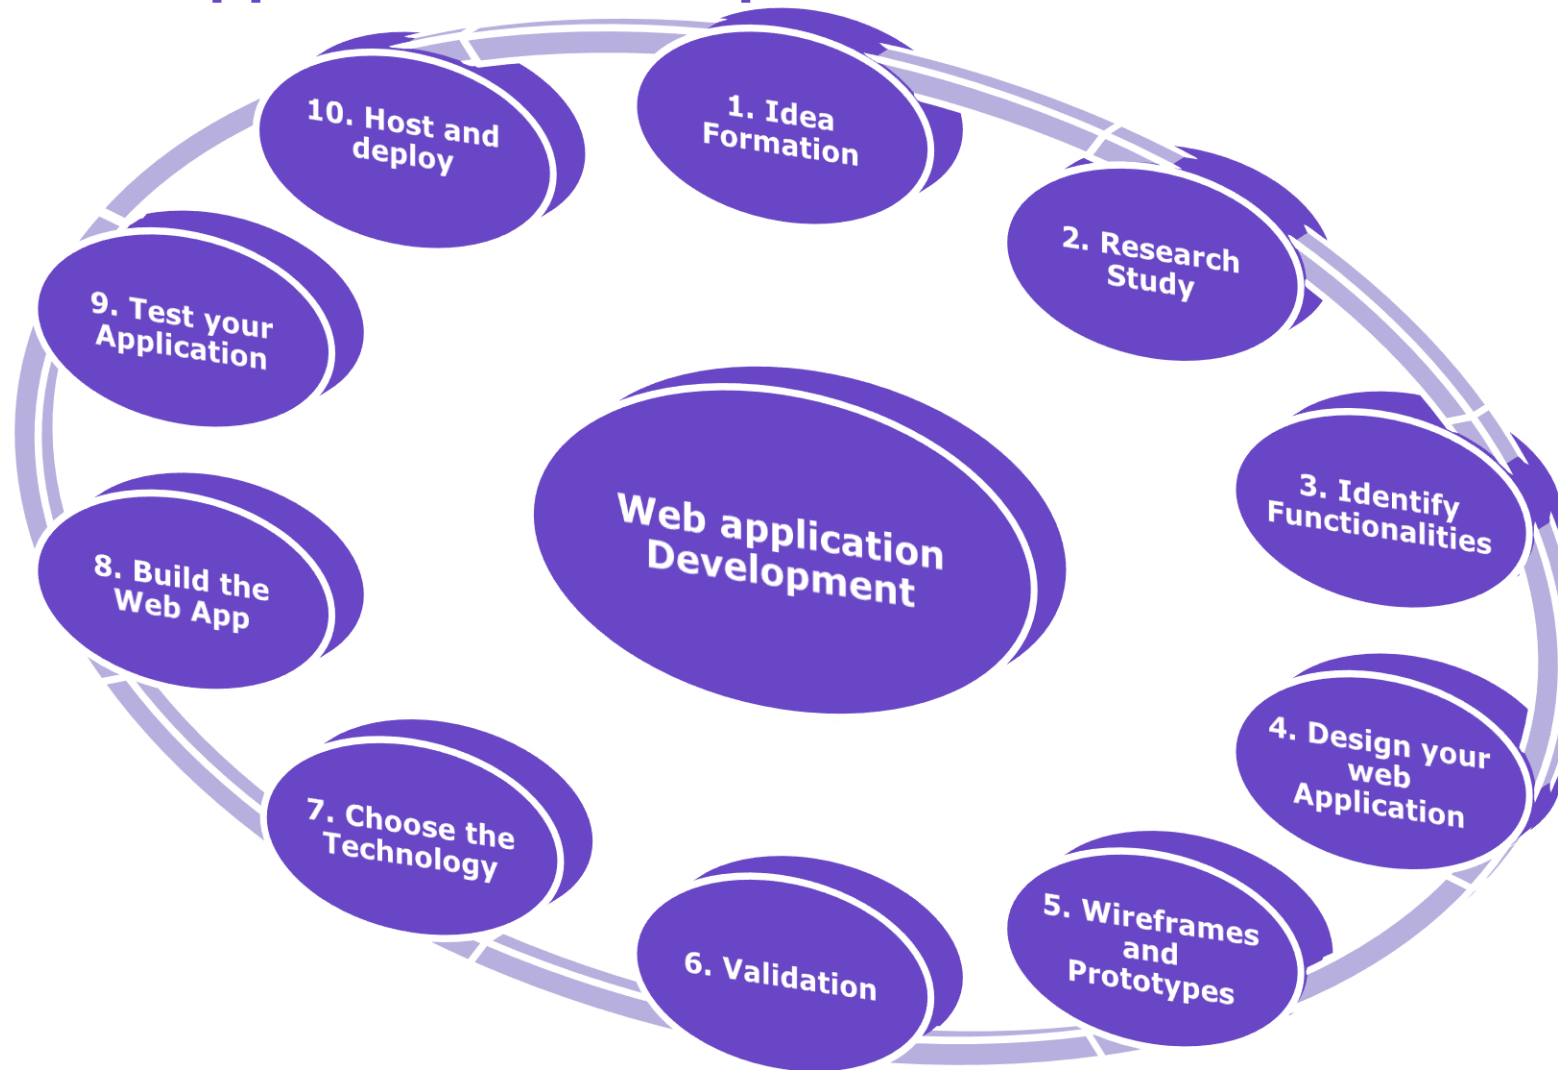 1. Idea
Formation
2. Research
Study
3. Identify
Functionalities
4. Design your
web
Application
5. Wireframes
and
Prototypes
6. Validation
7. Choose the
Technology
8. Build the
Web App
9. Test your
Application
10. Host and
deploy
Web application
Development